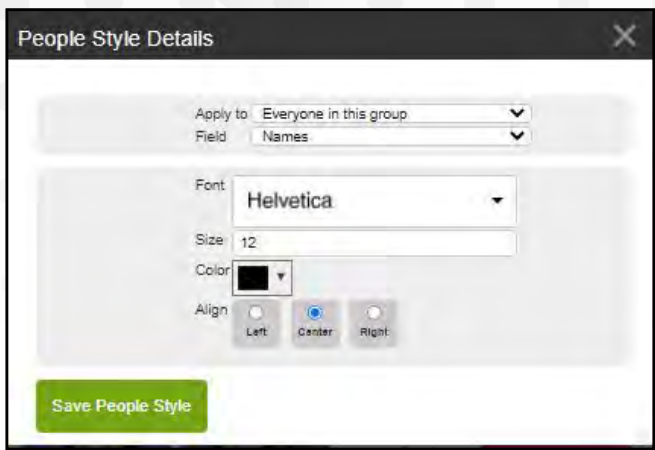 People Style Details
Apply to Everyone in this group
Field Names
Font Helvetica
Size 12
Color
Align
Left Center Right
Save People Style